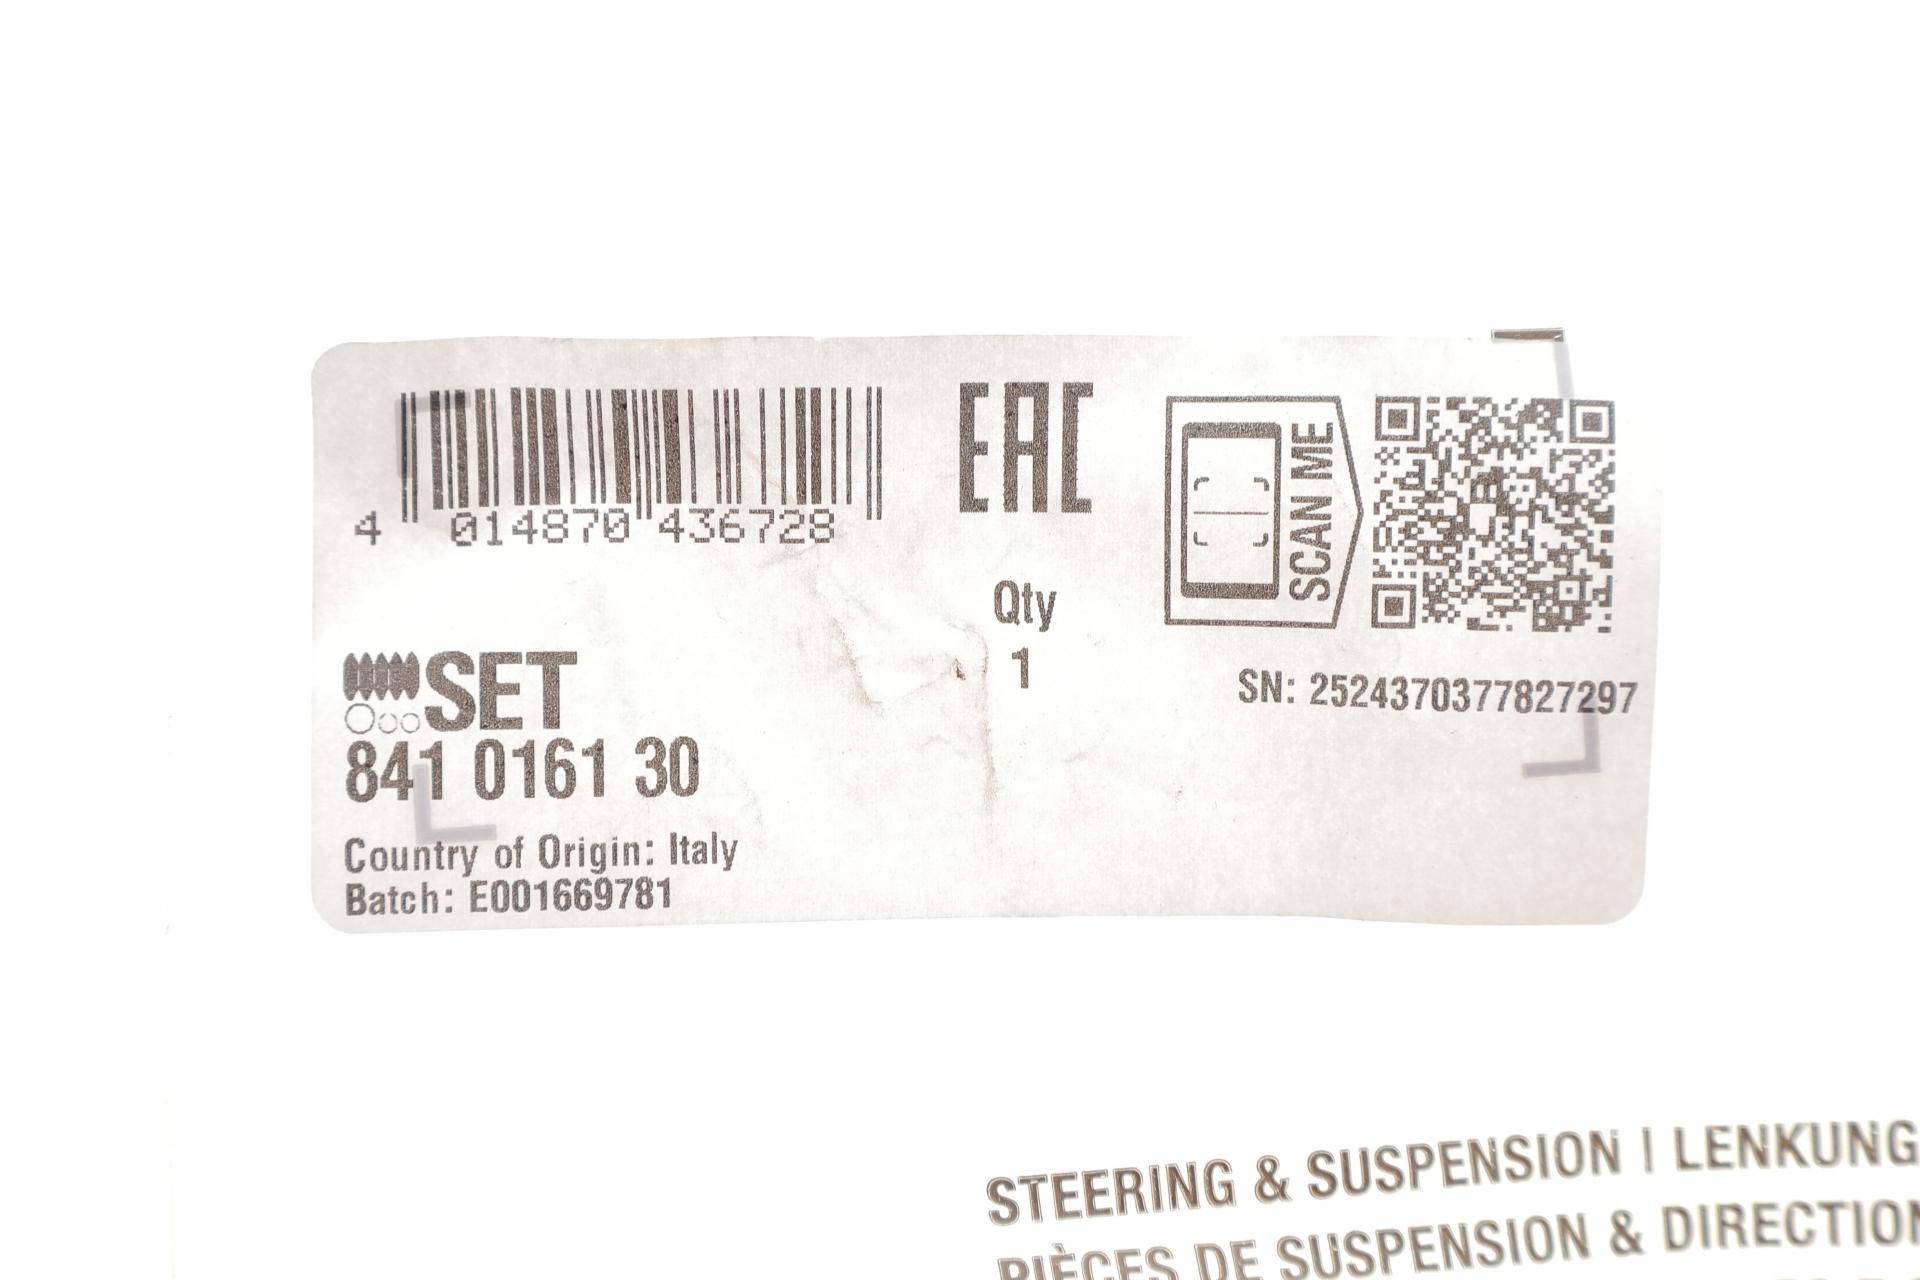 4 014870 436728
EAC
SCAN ME
Qty
1
SN: 2524370377827297
SET
841 0161 30
Country of Origin: Italy
Batch: E001669781
STEERING & SUSPENSION | LENKUNG
PIÈCES DE SUSPENSION & DIRECTION